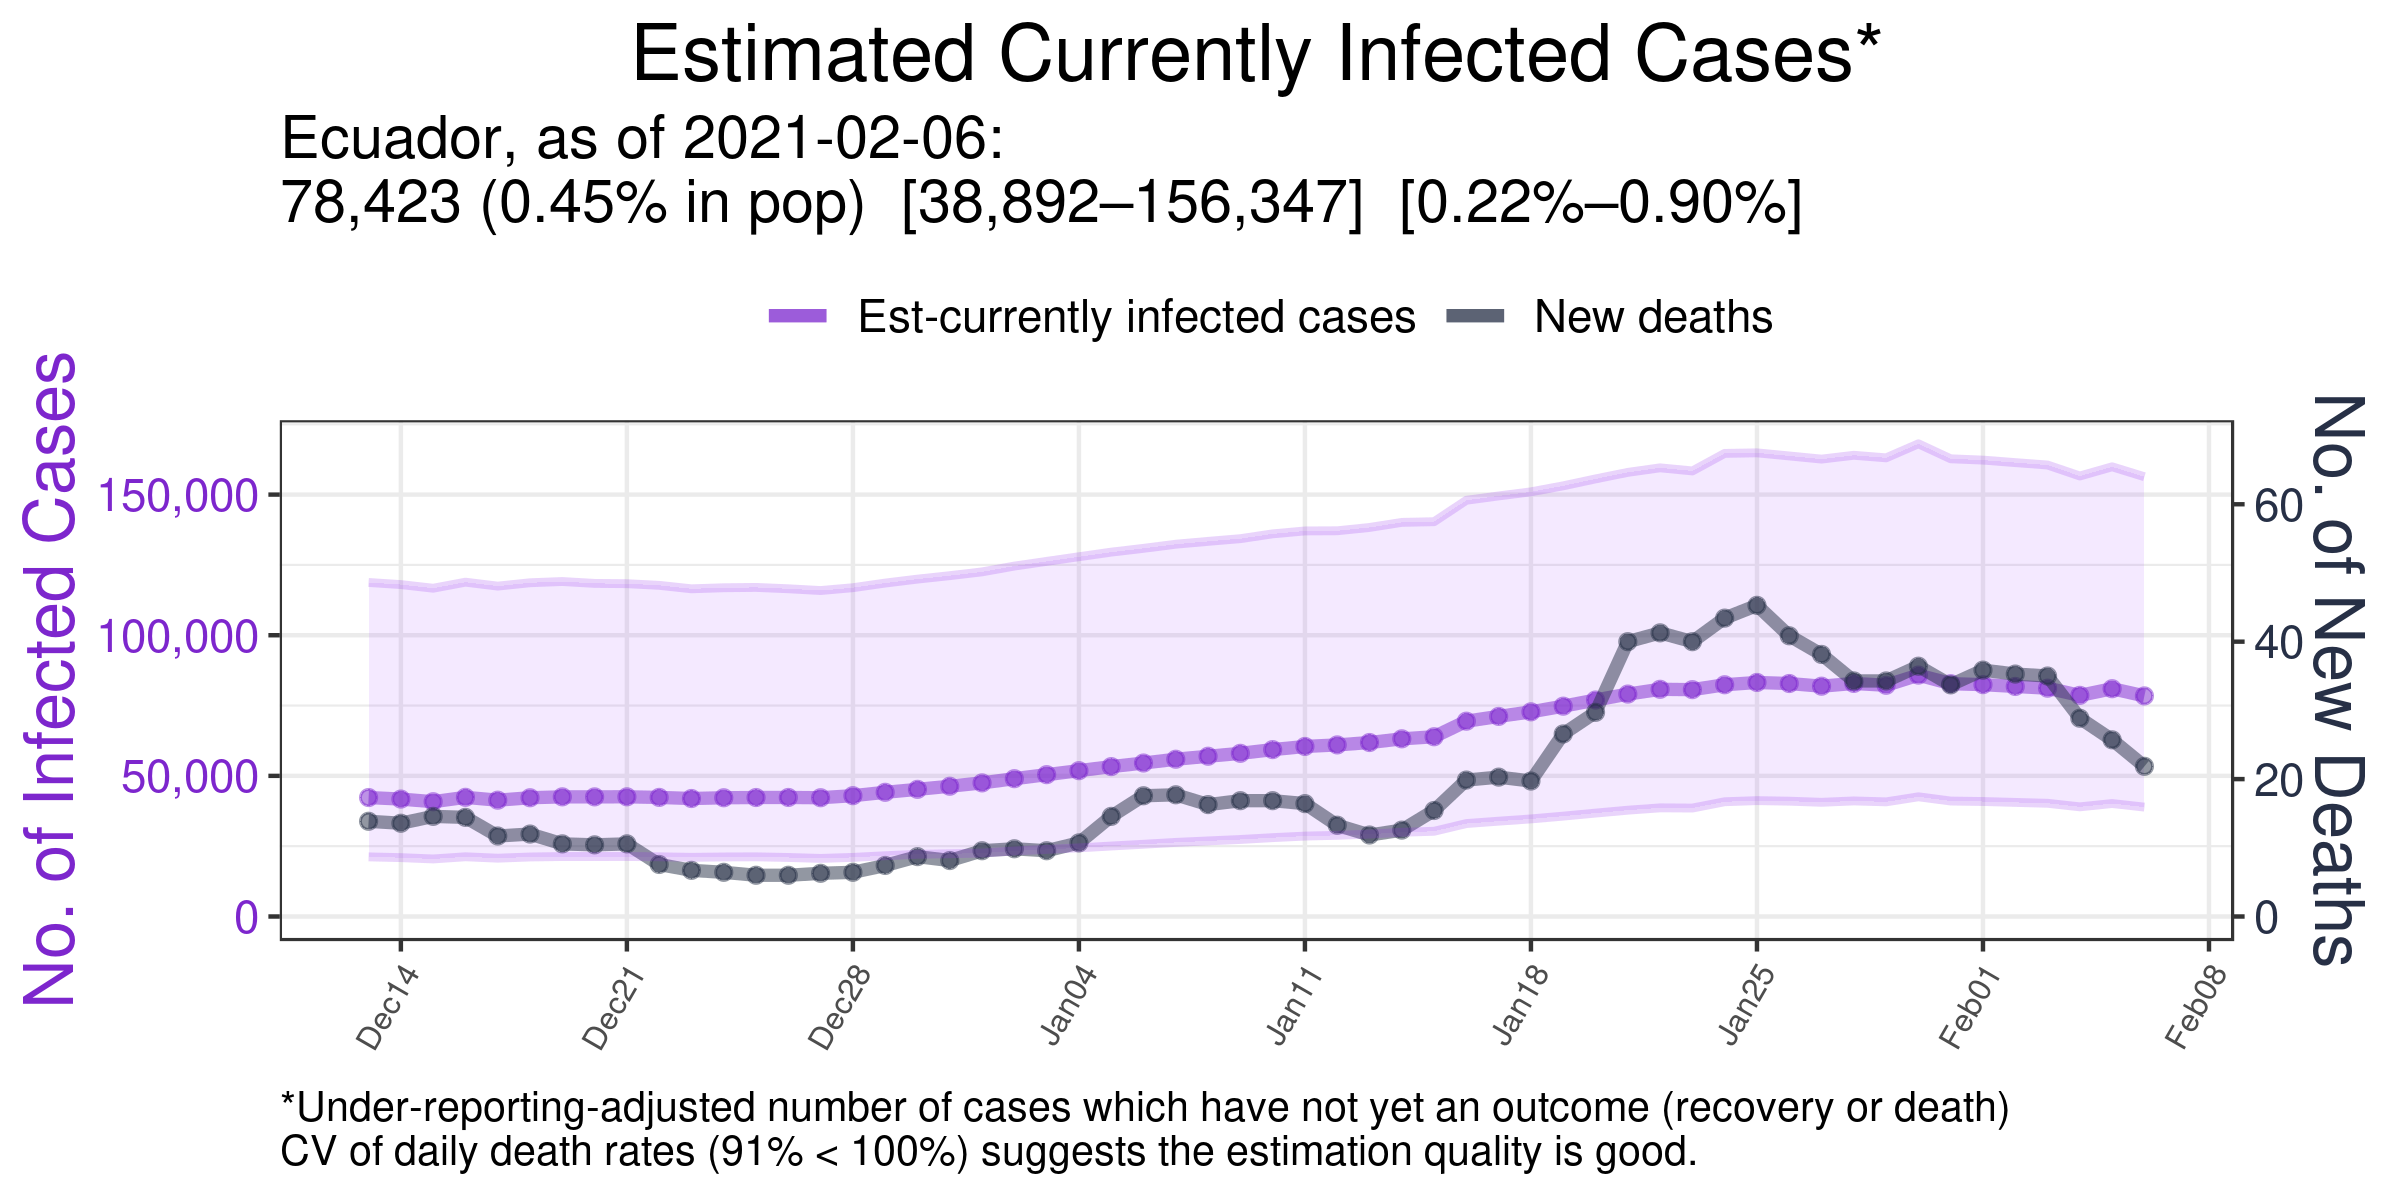 Estimated Currently Infected Cases*
Ecuador, as of 2021-02-06:
78,423 (0.45% in pop)  [38,892–156,347]  [0.22%–0.90%]
Est-currently infected cases
New deaths
No. of Infected Cases
150,000
100,000
50,000
0
60
40
20
0
No. of New Deaths
Dec14
Dec21
Dec28
Jan04
Jan11
Jan18
Jan25
Feb01
Feb08
*Under-reporting-adjusted number of cases which have not yet an outcome (recovery or death)
CV of daily death rates (91% < 100%) suggests the estimation quality is good.